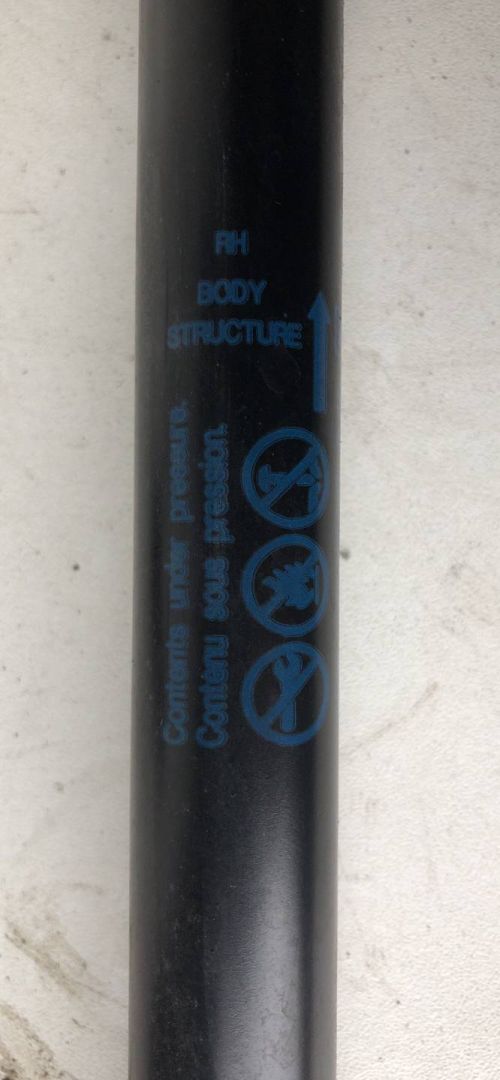 RH
BODY
STRUCTURE
Contents under pressure.
Contenu sous pression.